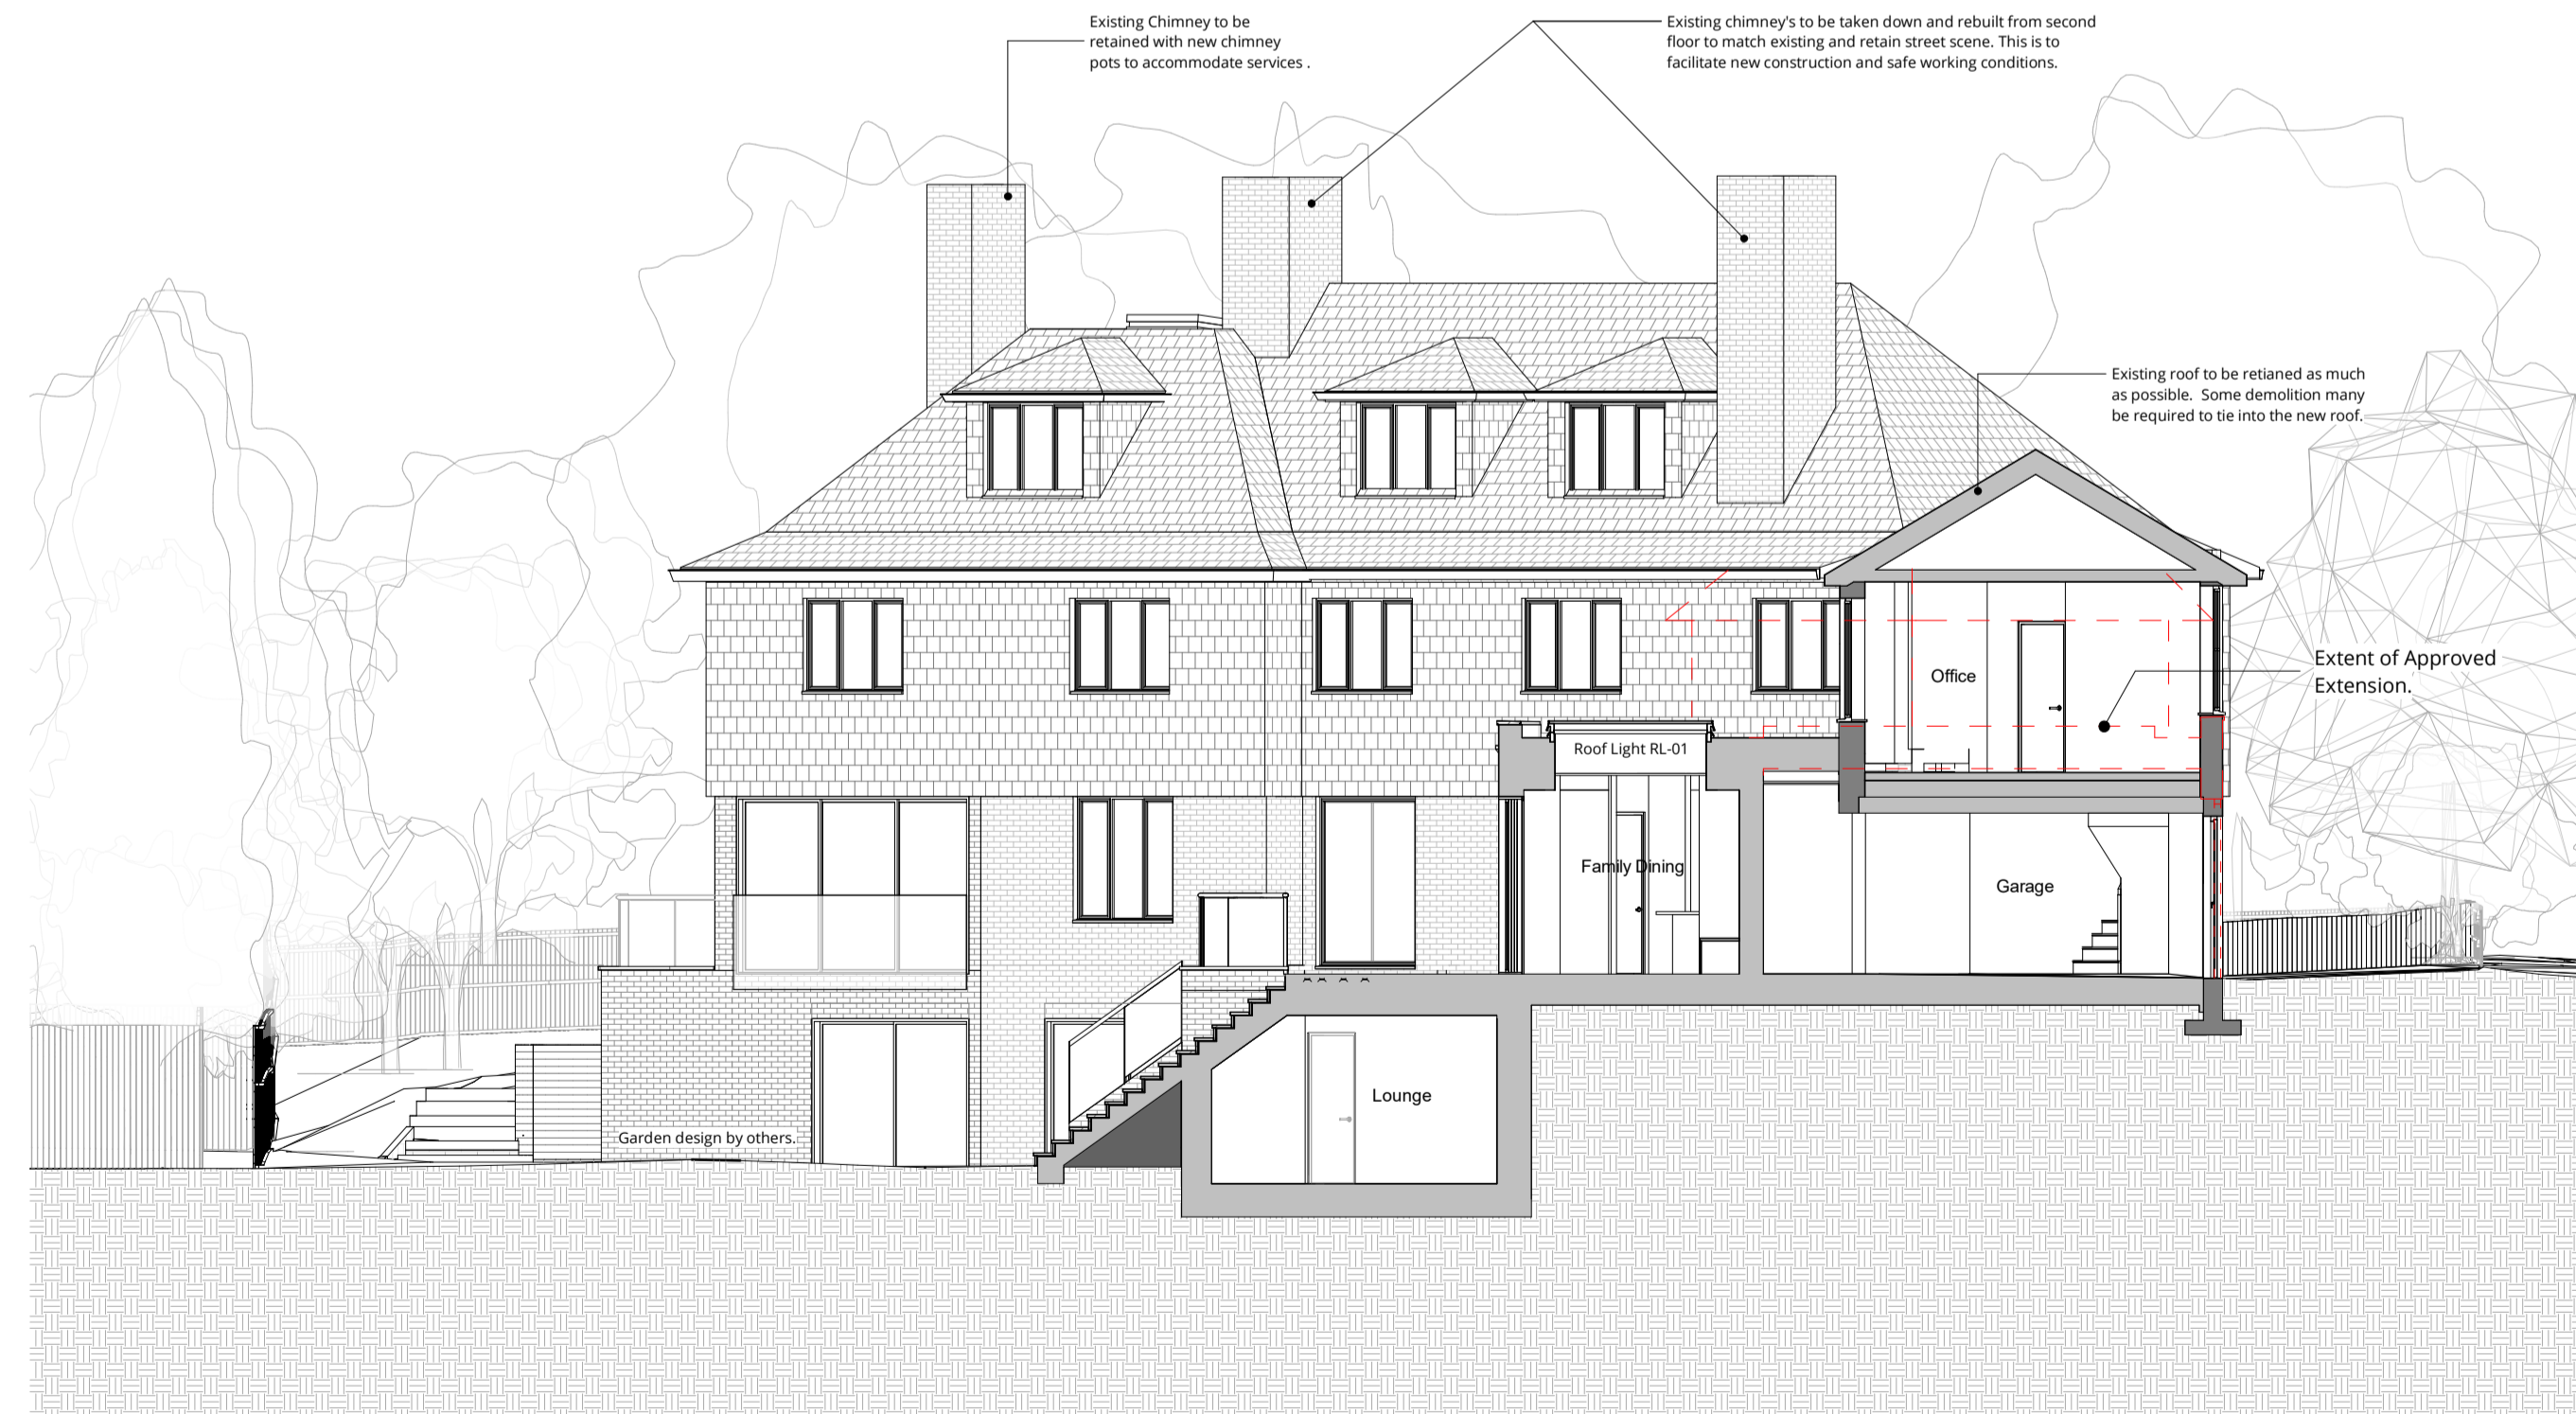 Existing Chimney to be
retained with new chimney
pots to accommodate services .
Existing chimney's to be taken down and rebuilt from second
floor to match existing and retain street scene. This is to
facilitate new construction and safe working conditions.
Existing roof to be retianed as much
as possible. Some demolition many
be required to tie into the new roof.
Office
Extent of Approved
Extension.
Roof Light RL-01
Family Dining
Garage
Lounge
Garden design by others.